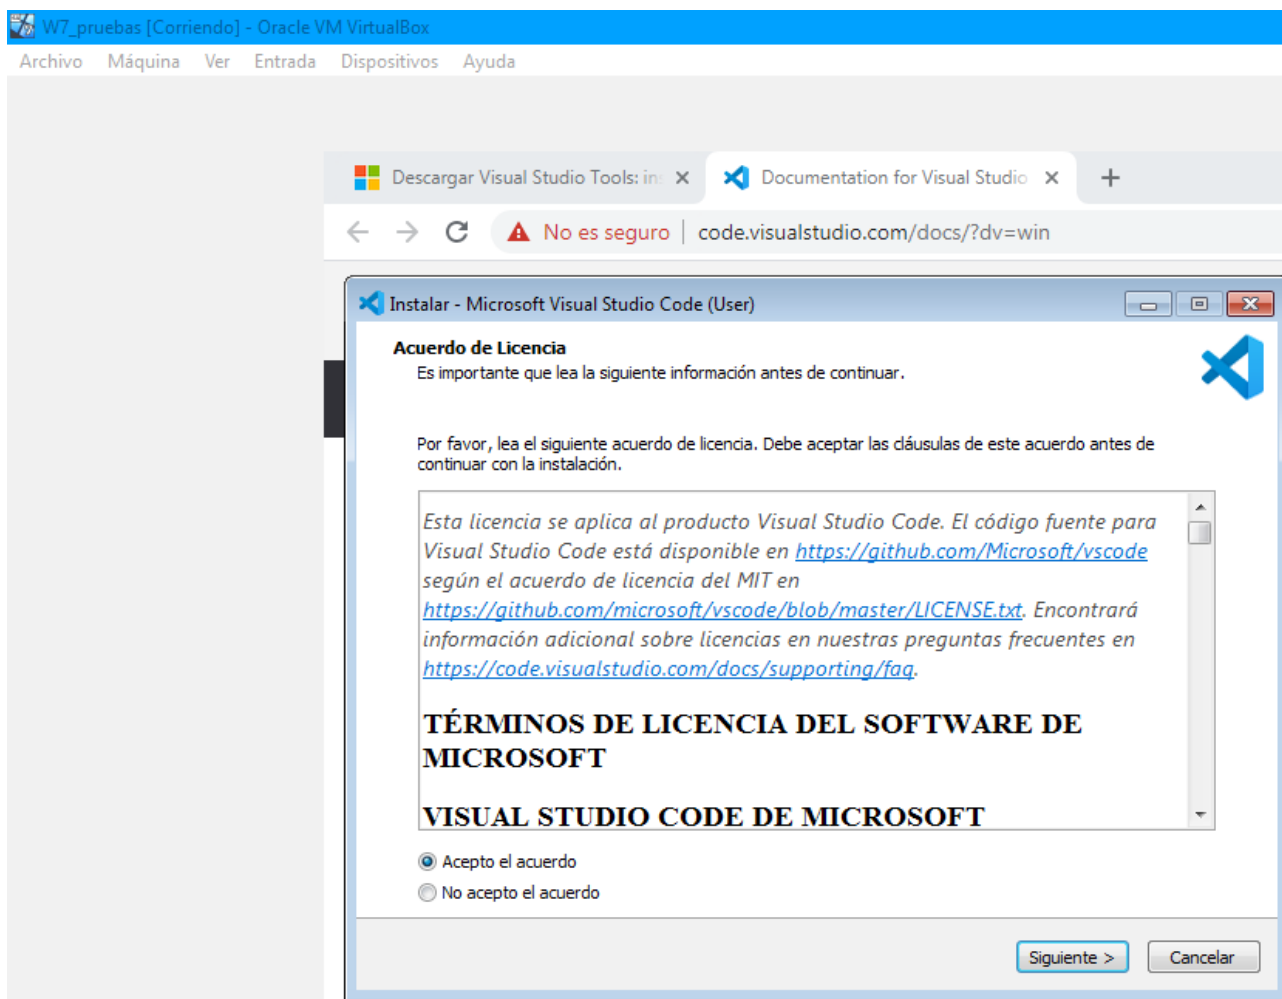 W7_pruebas [Corriendo] - Oracle VM VirtualBox
Archivo Máquina Ver Entrada Dispositivos Ayuda
Descargar Visual Studio Tools: in Documentation for Visual Studio
No es seguro code.visualstudio.com/docs/?dv=win
Instalar - Microsoft Visual Studio Code (User)
Acuerdo de Licencia
Es importante que lea la siguiente información antes de continuar.
Por favor, lea el siguiente acuerdo de licencia. Debe aceptar las cláusulas de este acuerdo antes de
continuar con la instalación.
Esta licencia se aplica al producto Visual Studio Code. El código fuente para
Visual Studio Code está disponible en https://github.com/Microsoft/vscode
según el acuerdo de licencia del MIT en
https://github.com/microsoft/vscode/blob/master/LICENSE.txt. Encontrará
información adicional sobre licencias en nuestras preguntas frecuentes en
https://code.visualstudio.com/docs/supporting/faq.
TÉRMINOS DE LICENCIA DEL SOFTWARE DE
MICROSOFT
VISUAL STUDIO CODE DE MICROSOFT
Acepto el acuerdo
No acepto el acuerdo
Siguiente > Cancelar